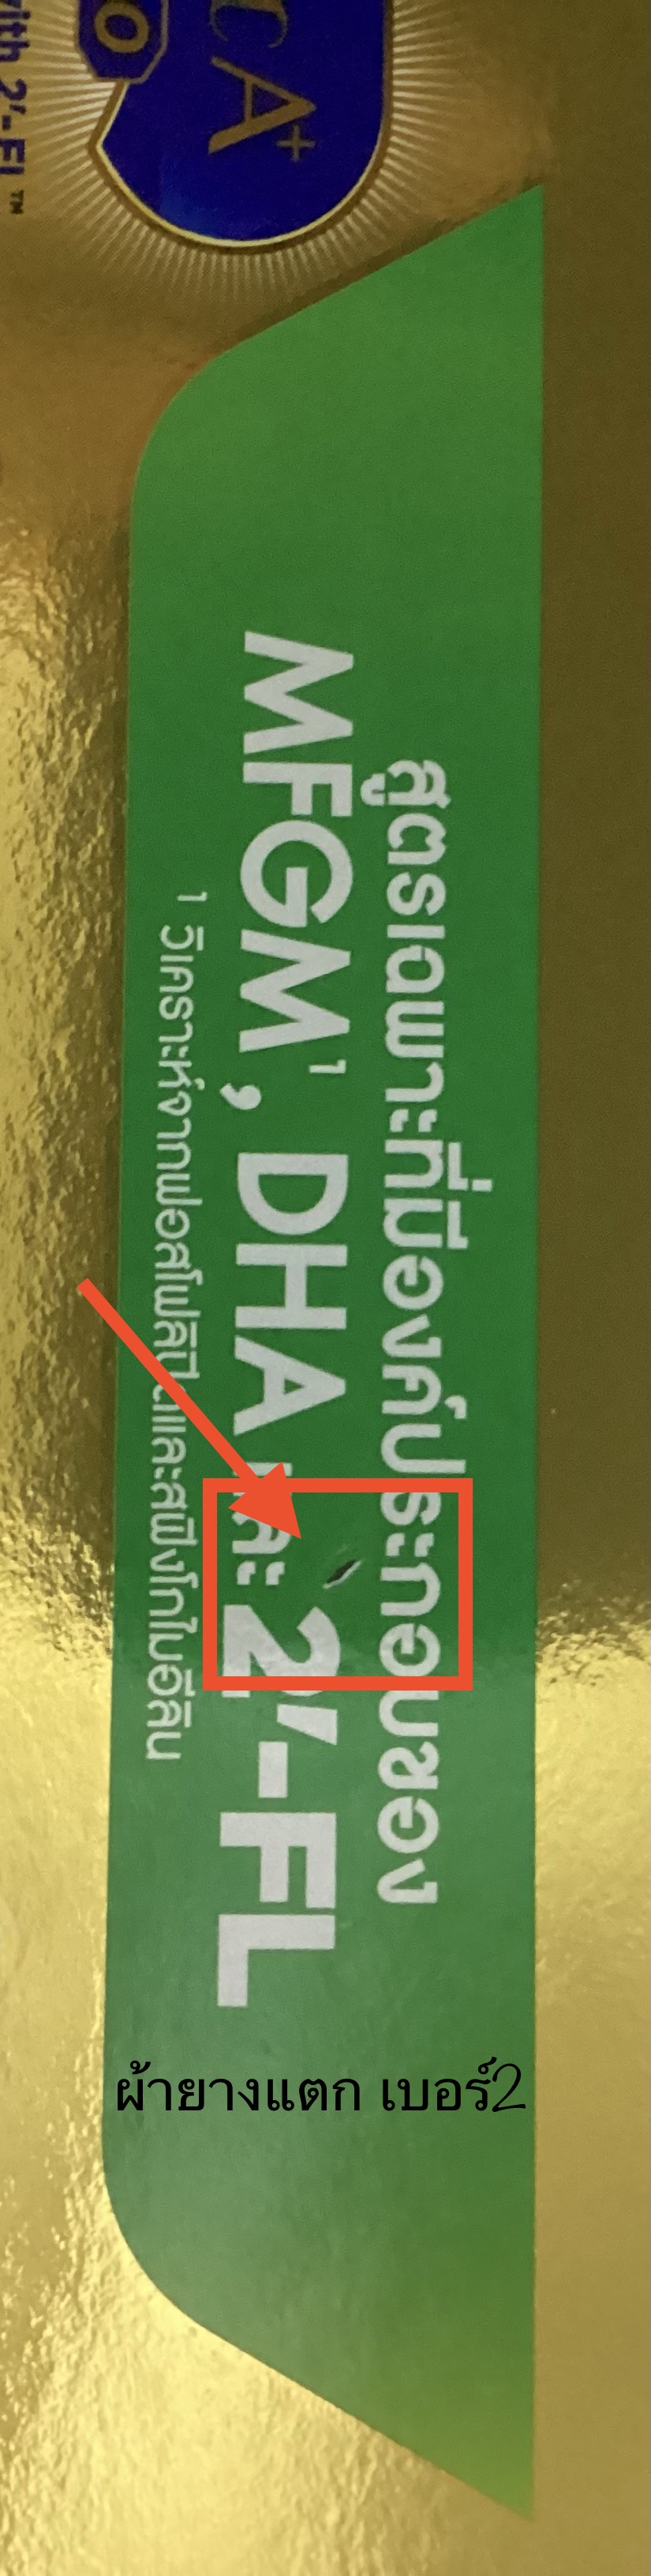 A+
with 2'-FL™
สูตรเฉพาะที่มีองค์ประกอบของ
MFGM¹, DHA และ 2'-FL
¹ วิเคราะห์จากฟอสโฟลิปิดและสฟิงโกไมอีลิน
ผ้ายางแตก เบอร์2